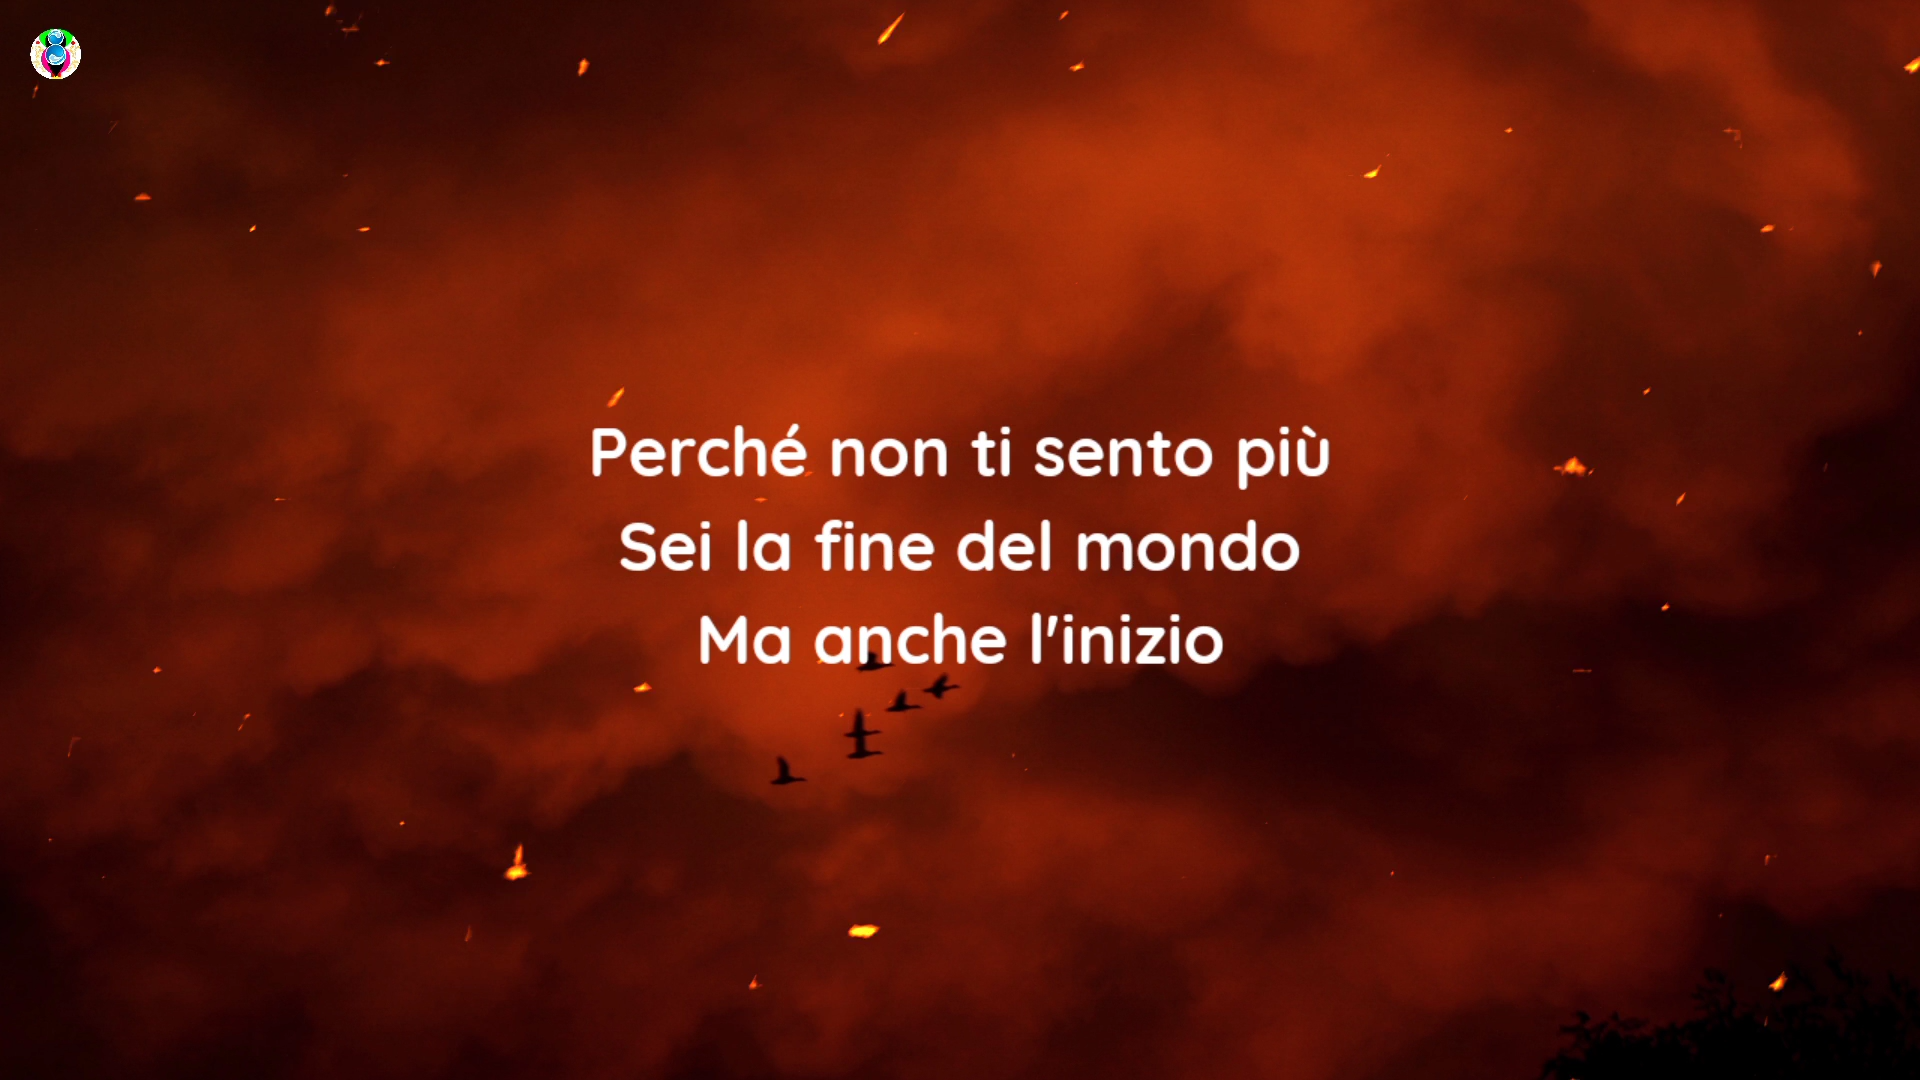 Perché non ti sento più
Sei la fine del mondo
Ma anche l'inizio